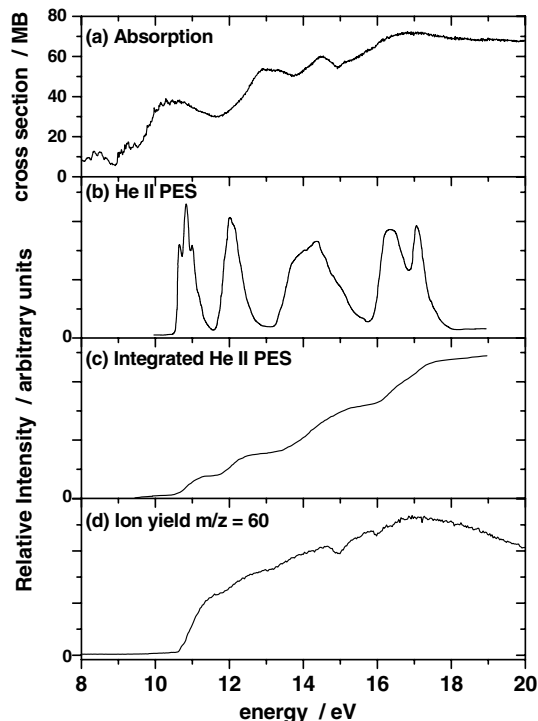 80
(a) Absorption
60
40
20
0
cross section / MB
(b) He II PES
0
(c) Integrated He II PES
0
(d) Ion yield m/z = 60
0
Relative Intensity / arbitrary units
8 10 12 14 16 18 20
energy / eV